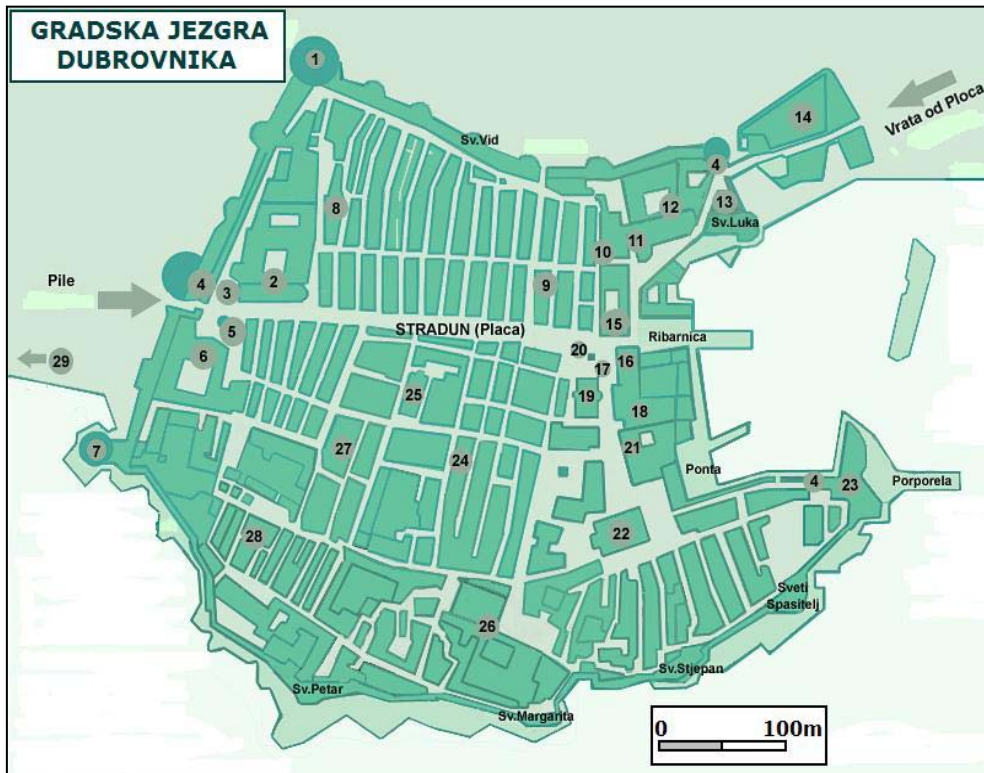 GRADSKA JEZGRA
DUBROVNIKA
1
14
Vrata od Ploca
Sv.Vid
4
8
12
13
Sv.Luka
11
10
2
9
Pile
4
3
STRADUN (Placa)
15
Ribarnica
5
6
20
17
16
29
25
19
18
7
27
24
21
Ponta
4
23
Porporela
28
22
Sveti
Spasitelj
26
Sv.Stjepan
Sv.Petar
Sv.Margarita
0 100m